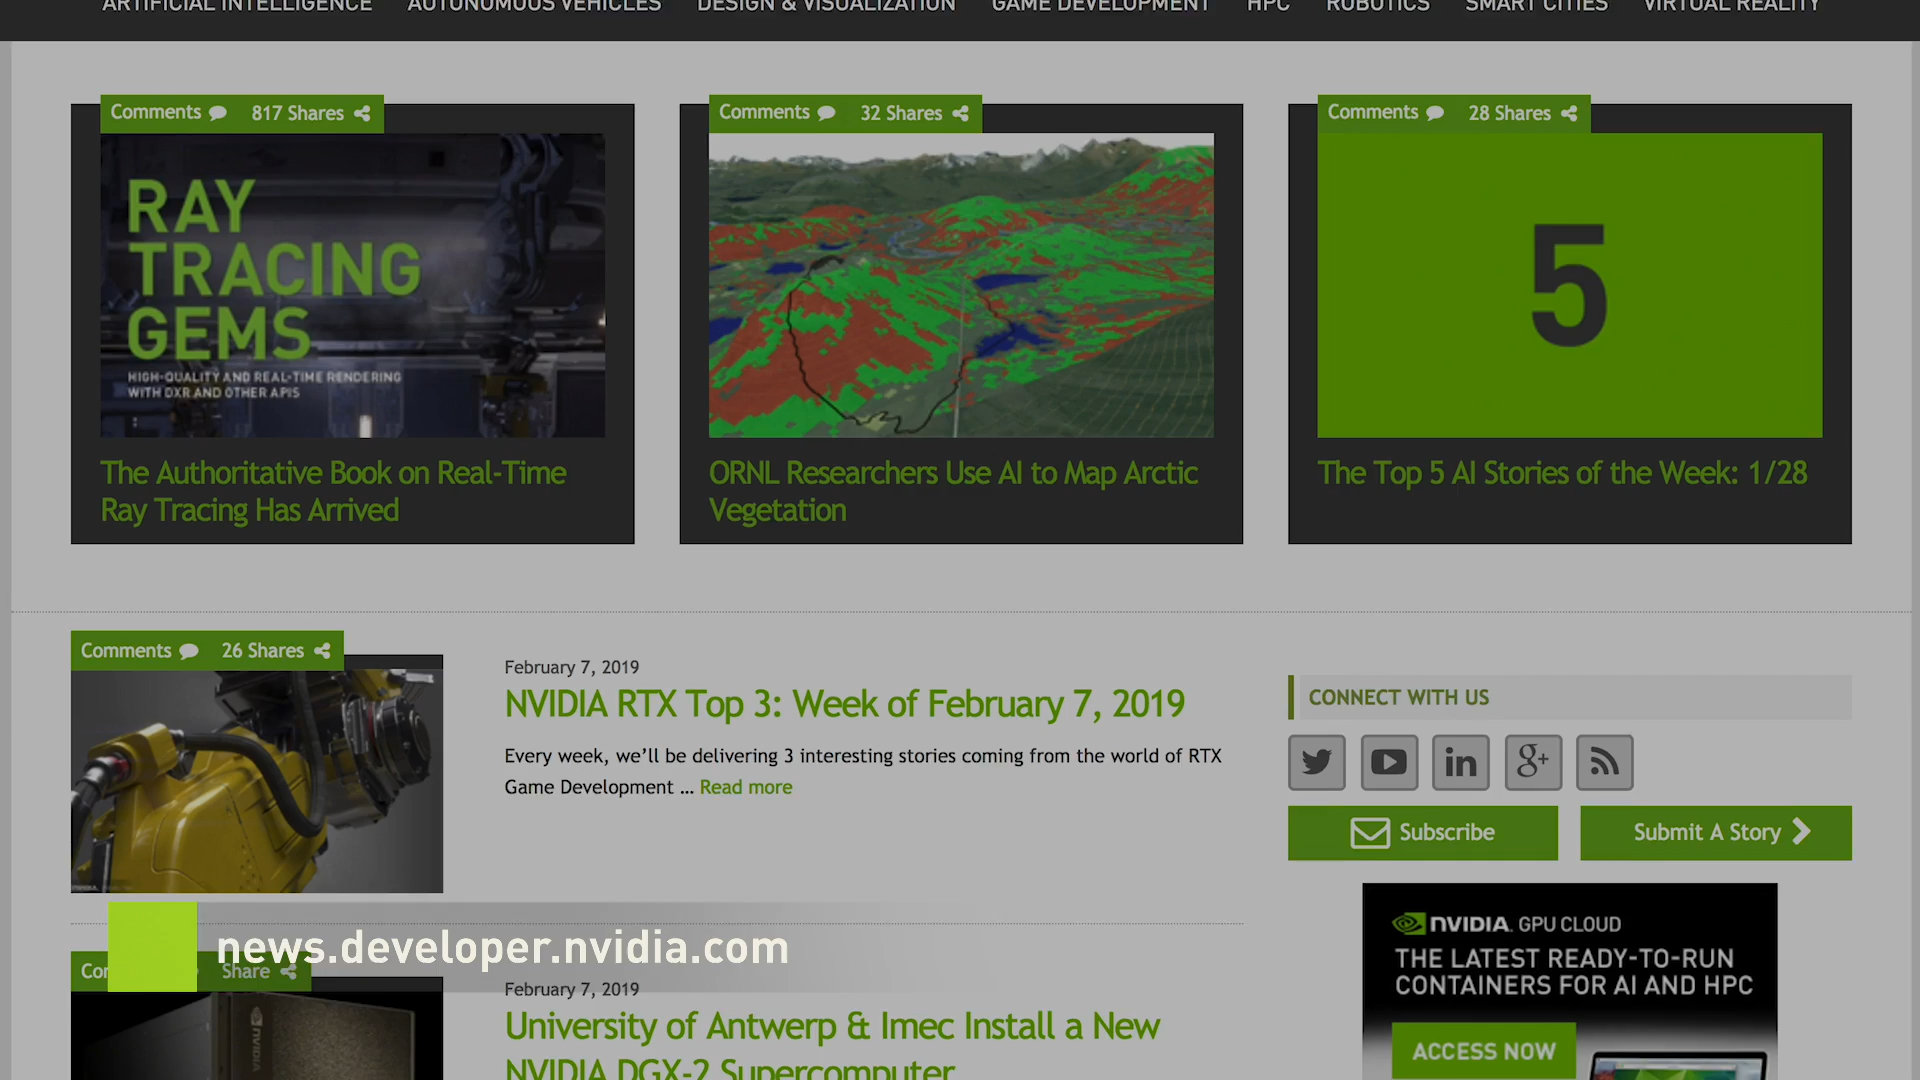 ARTIFICIAL INTELLIGENCE AUTONOMOUS VEHICLES DESIGN & VISUALIZATION GAME DEVELOPMENT HPC ROBOTICS SMART CITIES VIRTUAL REALITY
Comments 817 Shares
RAY
TRACING
GEMS
HIGH-QUALITY AND REAL-TIME RENDERING
WITH DXR AND OTHER APIS
The Authoritative Book on Real-Time
Ray Tracing Has Arrived
Comments 32 Shares
ORNL Researchers Use AI to Map Arctic
Vegetation
Comments 28 Shares
5
The Top 5 AI Stories of the Week: 1/28
Comments 26 Shares
February 7, 2019
NVIDIA RTX Top 3: Week of February 7, 2019
Every week, we'll be delivering 3 interesting stories coming from the world of RTX
Game Development ... Read more
Share
NVIDIA
February 7, 2019
University of Antwerp & Imec Install a New
NVIDIA DGX-2 Supercomputer
CONNECT WITH US
in
g+
Subscribe
Submit A Story
NVIDIA. GPU CLOUD
THE LATEST READY-TO-RUN
CONTAINERS FOR AI AND HPC
ACCESS NOW
news.developer.nvidia.com